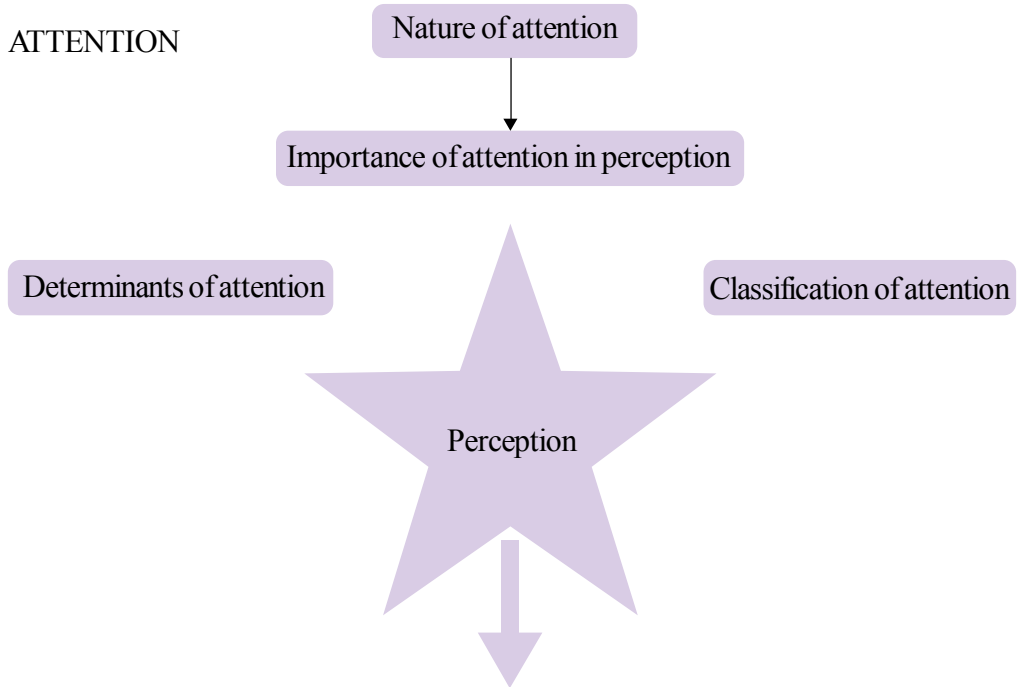 ATTENTION
Nature of attention
Importance of attention in perception
Determinants of attention
Classification of attention
Perception